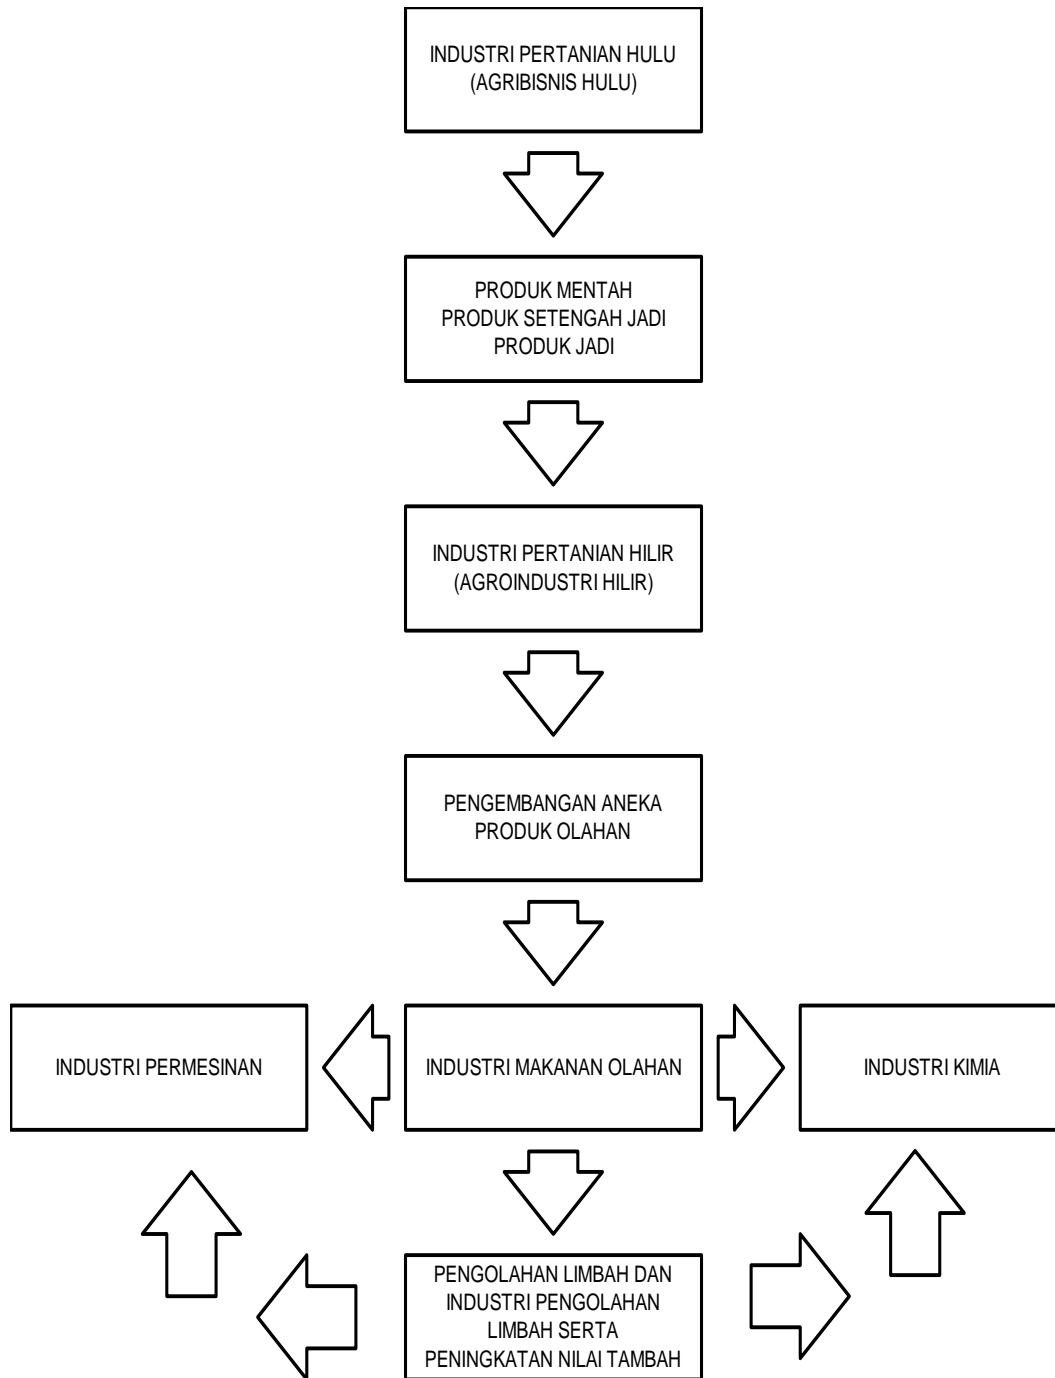 INDUSTRI PERTANIAN HULU
(AGRIBISNIS HULU)
PRODUK MENTAH
PRODUK SETENGAH JADI
PRODUK JADI
INDUSTRI PERTANIAN HILIR
(AGROINDUSTRI HILIR)
PENGEMBANGAN ANEKA
PRODUK OLAHAN
INDUSTRI PERMESINAN
INDUSTRI MAKANAN OLAHAN
INDUSTRI KIMIA
PENGOLAHAN LIMBAH DAN
INDUSTRI PENGOLAHAN
LIMBAH SERTA
PENINGKATAN NILAI TAMBAH